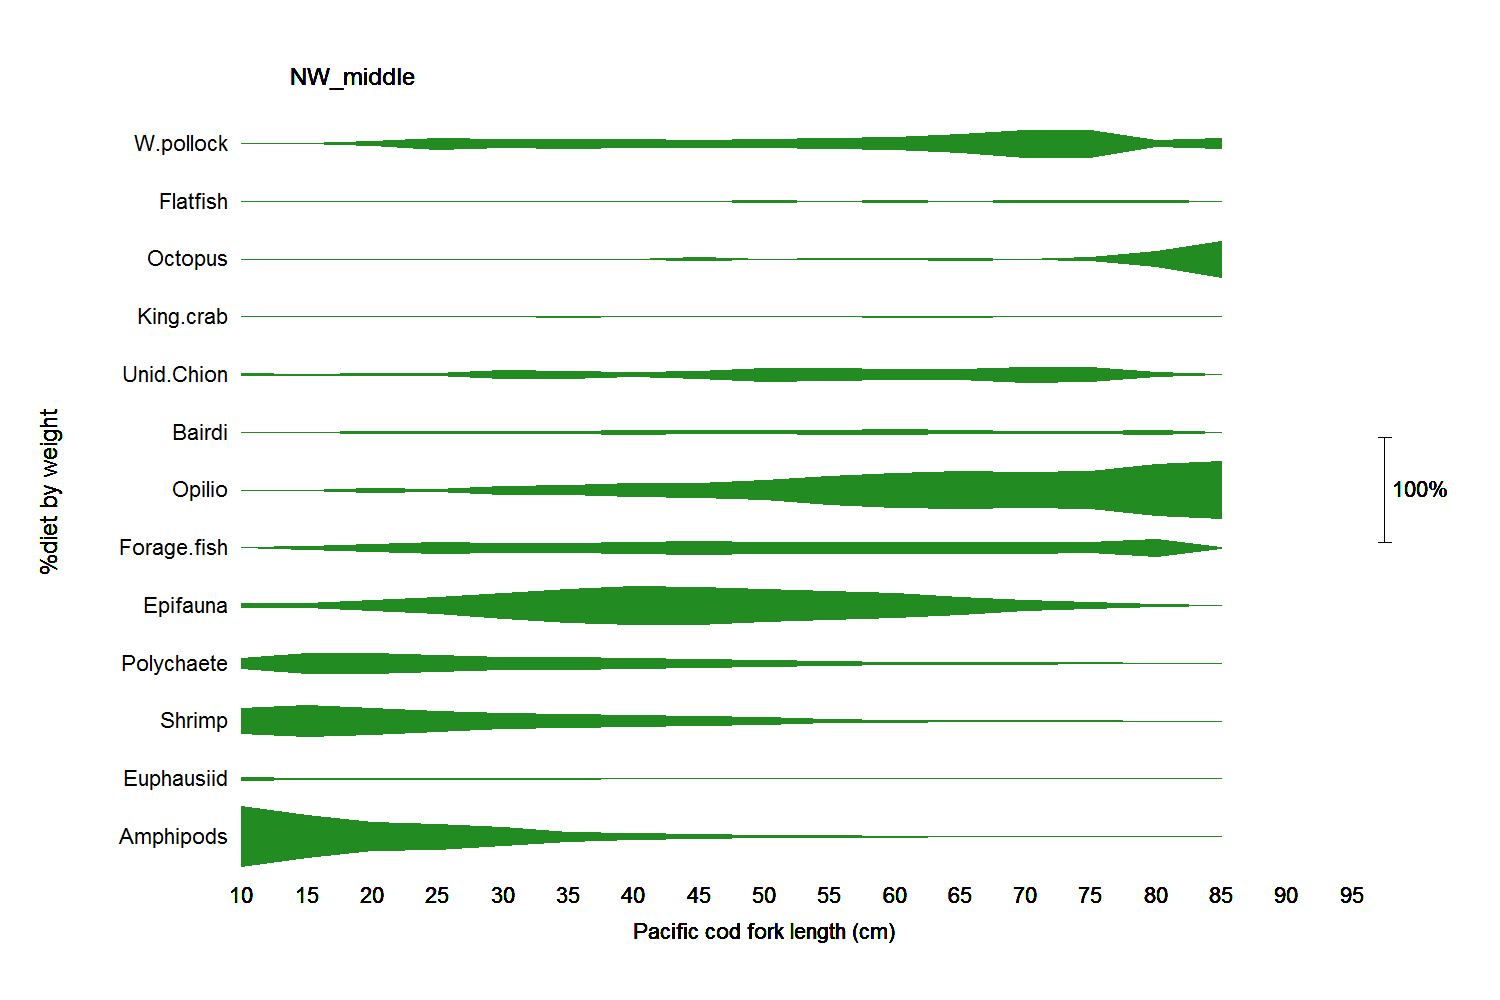 NW_middle
W.pollock
Flatfish
Octopus
King.crab
Unid.Chion
Bairdi
Opilio
Forage.fish
Epifauna
Polychaete
Shrimp
Euphausiid
Amphipods
%diet by weight
100%
10 15 20 25 30 35 40 45 50 55 60 65 70 75 80 85 90 95
Pacific cod fork length (cm)